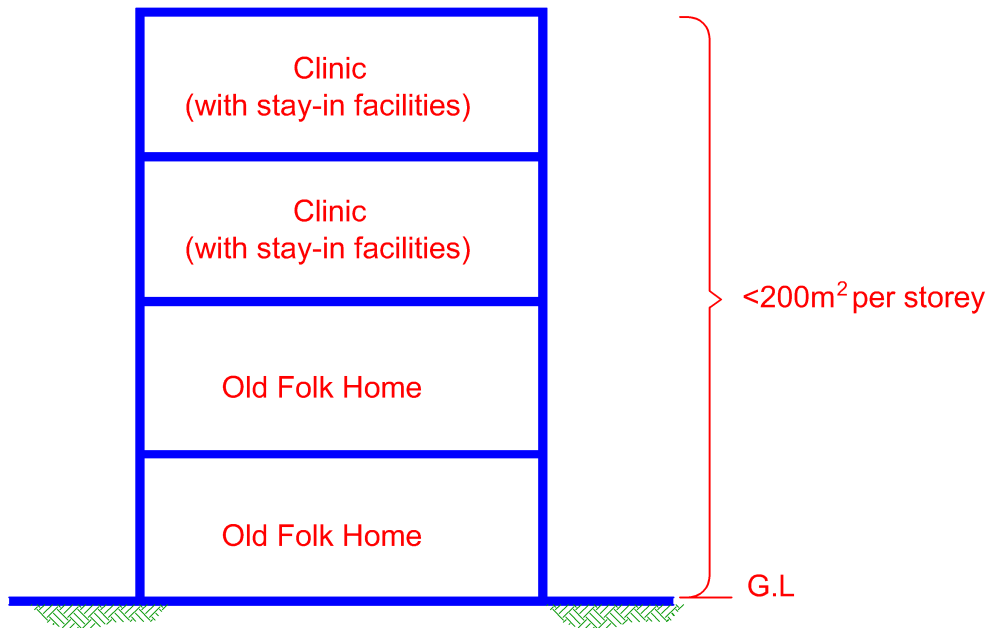 Clinic
(with stay-in facilities)
Clinic
(with stay-in facilities)
<200m² per storey
Old Folk Home
Old Folk Home
G.L